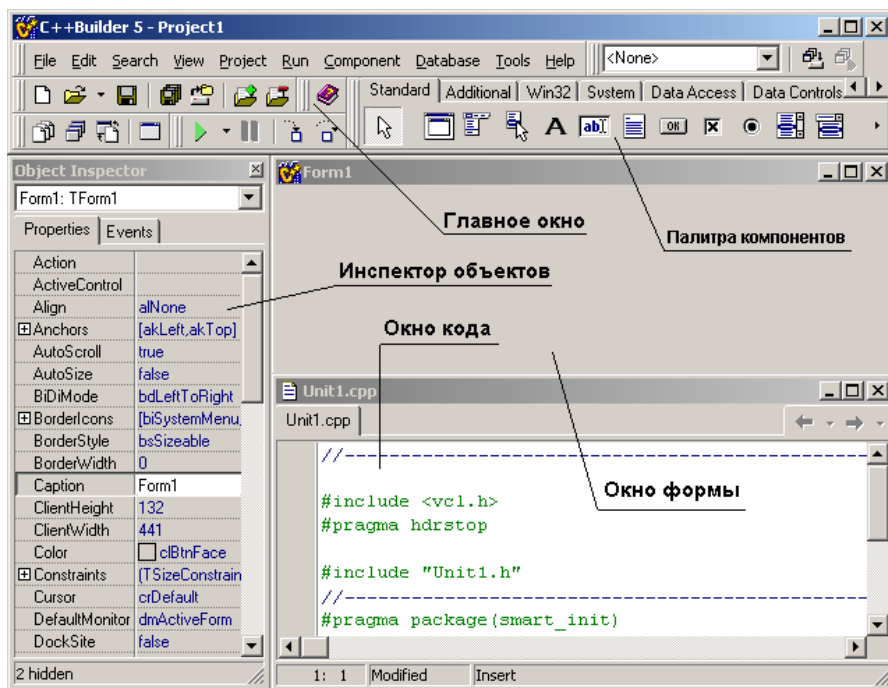 C++Builder 5 - Project1
File Edit Search View Project Run Component Database Tools Help
<None>
Standard Additional Win32 System Data Access Data Controls
A ab OK
Object Inspector
Form1
Form1: TForm1
Properties Events
Главное окно
Палитра компонентов
Инспектор объектов
Окно кода
Action
ActiveControl
Align alNone
Anchors [akLeft,akTop]
AutoScroll true
AutoSize false
BiDiMode bdLeftToRight
BorderIcons [biSystemMenu,
BorderStyle bsSizeable
BorderWidth 0
Caption Form1
ClientHeight 132
ClientWidth 441
Color clBtnFace
Constraints (TSizeConstrain
Cursor crDefault
DefaultMonitor dmActiveForm
DockSite false
2 hidden
Unit1.cpp
Unit1.cpp
//------------------------------------------------
#include <vcl.h>
#pragma hdrstop
Окно формы
#include "Unit1.h"
//------------------------------------------------
#pragma package(smart_init)
1: 1 Modified Insert